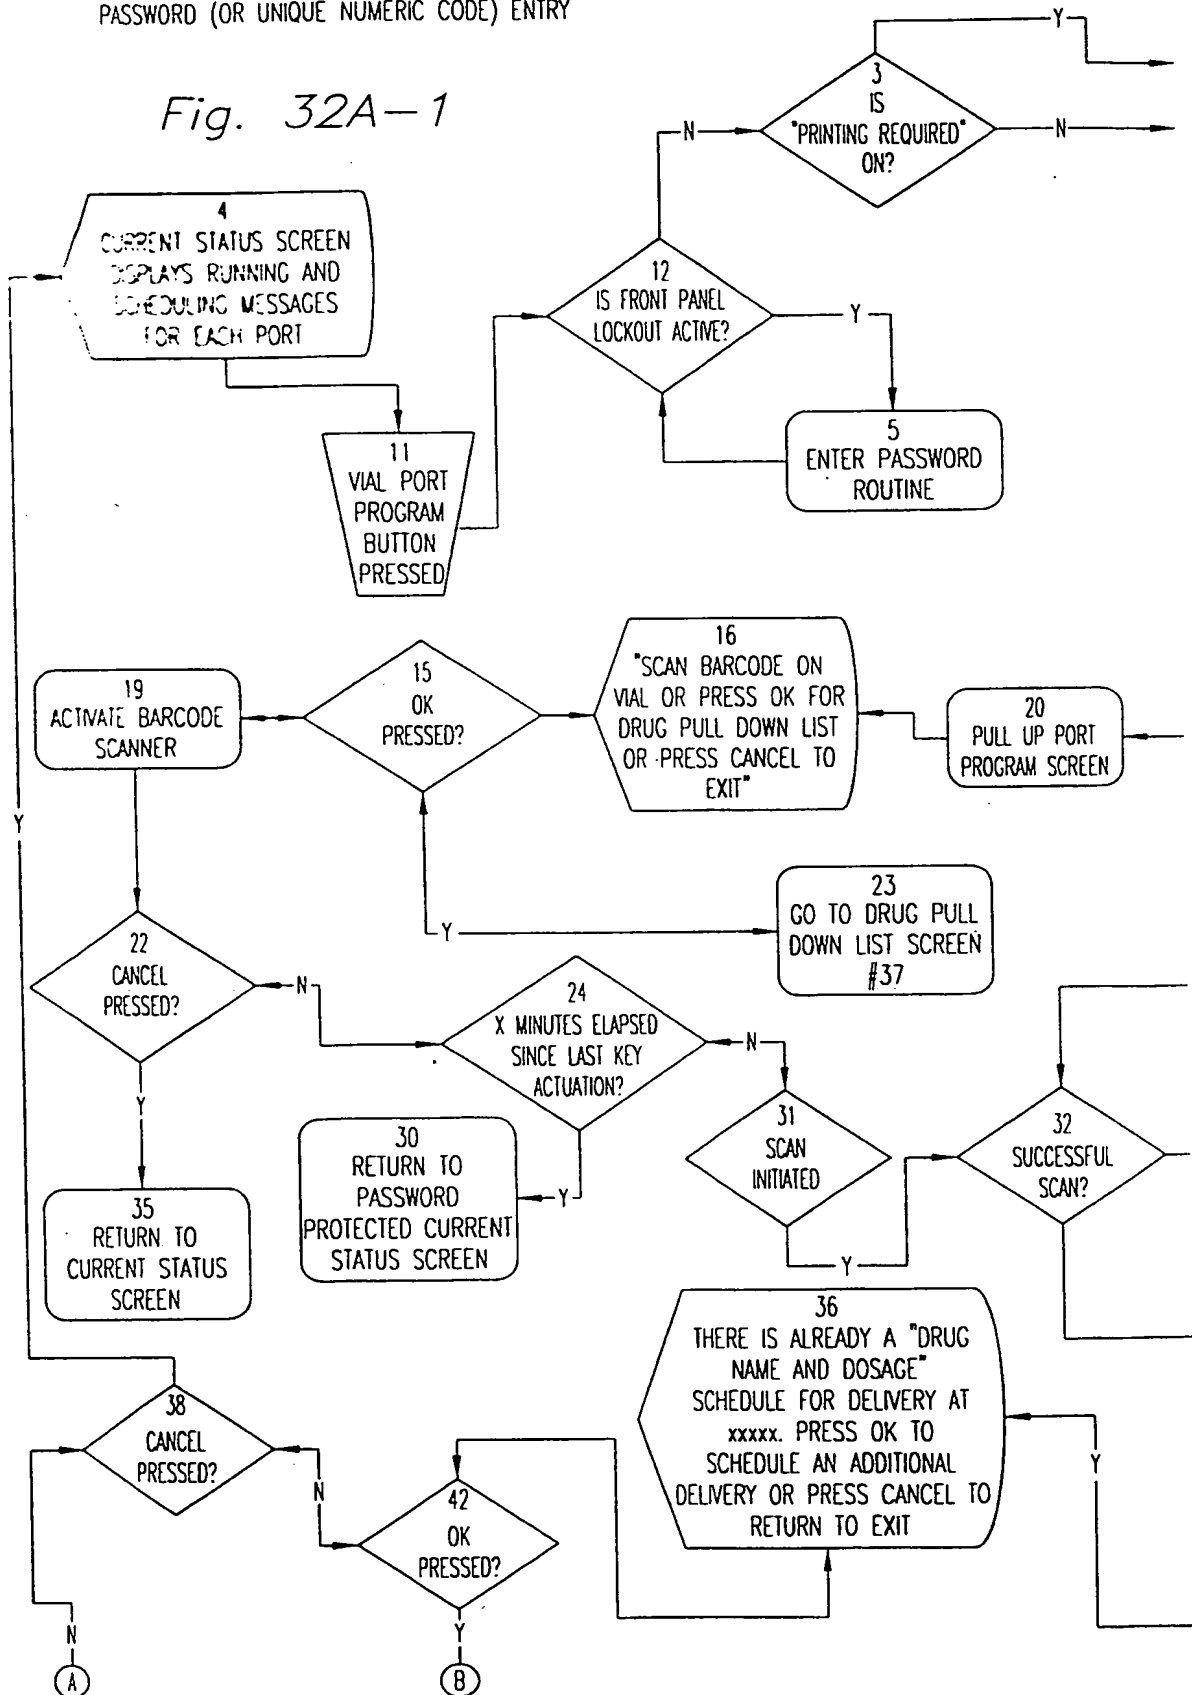 PASSWORD (OR UNIQUE NUMERIC CODE) ENTRY
Fig. 32A-1
Y
3
IS
"PRINTING REQUIRED"
ON?
N
N
4
CURRENT STATUS SCREEN
DISPLAYS RUNNING AND
SCHEDULING MESSAGES
FOR EACH PORT
12
IS FRONT PANEL
LOCKOUT ACTIVE?
Y
5
ENTER PASSWORD
ROUTINE
11
VIAL PORT
PROGRAM
BUTTON
PRESSED
19
ACTIVATE BARCODE
SCANNER
15
OK
PRESSED?
16
"SCAN BARCODE ON
VIAL OR PRESS OK FOR
DRUG PULL DOWN LIST
OR PRESS CANCEL TO
EXIT"
20
PULL UP PORT
PROGRAM SCREEN
Y
23
GO TO DRUG PULL
DOWN LIST SCREEN
#37
Y
22
CANCEL
PRESSED?
N
24
X MINUTES ELAPSED
SINCE LAST KEY
ACTUATION?
N
31
SCAN
INITIATED
32
SUCCESSFUL
SCAN?
Y
30
RETURN TO
PASSWORD
PROTECTED CURRENT
STATUS SCREEN
Y
35
RETURN TO
CURRENT STATUS
SCREEN
Y
36
THERE IS ALREADY A "DRUG
NAME AND DOSAGE"
SCHEDULE FOR DELIVERY AT
xxxxx. PRESS OK TO
SCHEDULE AN ADDITIONAL
DELIVERY OR PRESS CANCEL TO
RETURN TO EXIT
Y
38
CANCEL
PRESSED?
N
42
OK
PRESSED?
N
Y
A
B